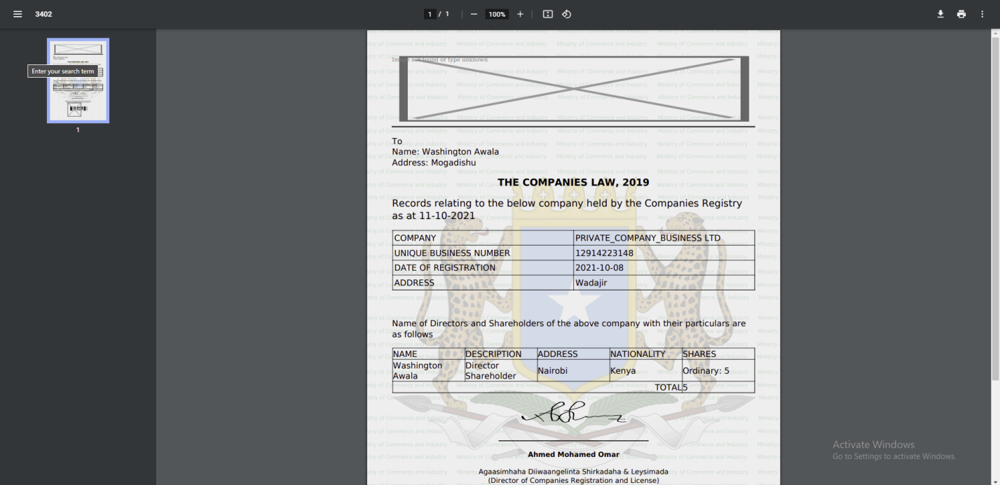 3402
1 / 1
100%
Enter your search term
1
Image not found or type unknown
To
Name: Washington Awala
Address: Mogadishu
THE COMPANIES LAW, 2019
Records relating to the below company held by the Companies Registry
as at 11-10-2021
COMPANY PRIVATE_COMPANY_BUSINESS LTD
UNIQUE BUSINESS NUMBER 12914223148
DATE OF REGISTRATION 2021-10-08
ADDRESS Wadajir
Name of Directors and Shareholders of the above company with their particulars are
as follows
NAME DESCRIPTION ADDRESS NATIONALITY SHARES
Washington Awala Director Shareholder Nairobi Kenya Ordinary: 5
TOTAL 5
Ahmed Mohamed Omar
Agaasimhaha Diiwaangelinta Shirkadaha & Leysimada
(Director of Companies Registration and License)
Ministry of Commerce and Industry
Activate Windows
Go to Settings to activate Windows.